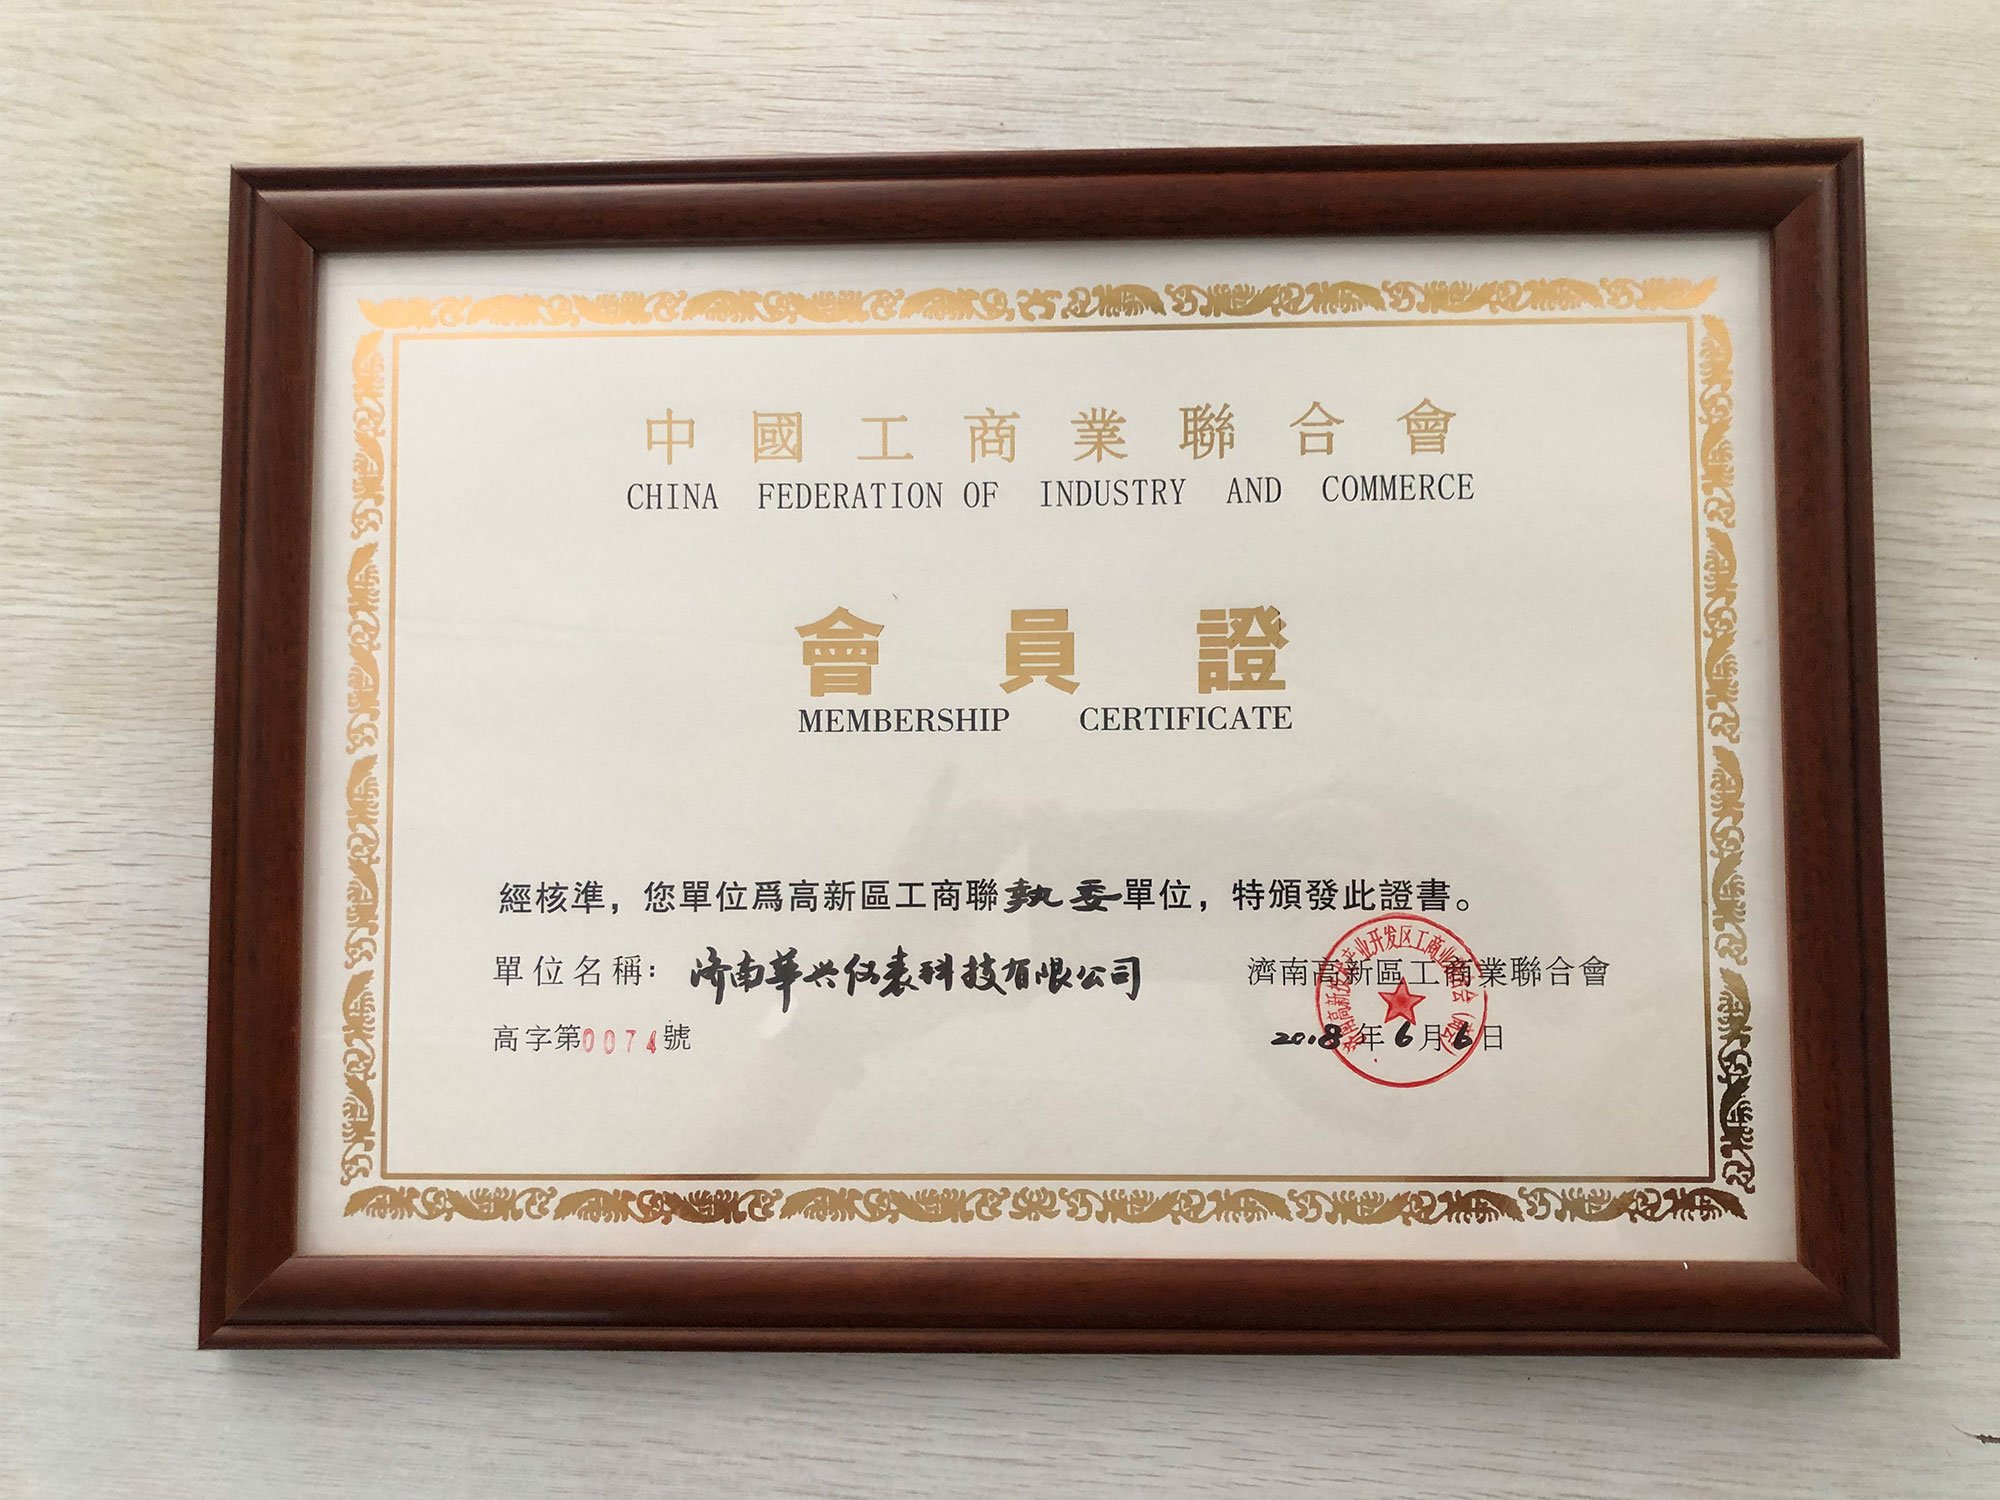 中國工商業聯合會
CHINA FEDERATION OF INDUSTRY AND COMMERCE
會員證
MEMBERSHIP CERTIFICATE
經核準，您單位爲高新區工商聯執委單位，特頒發此證書。
單位名稱：濟南華兴仪表科技有限公司
濟南高新區工商業聯合會
高字第0074號
2018年6月6日